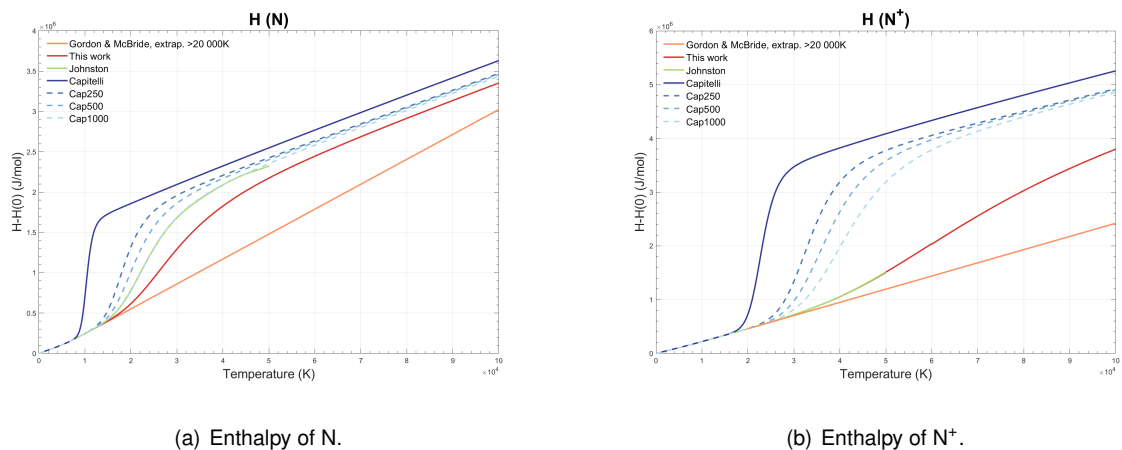 H (N)
×10⁶
Gordon & McBride, extrap. >20 000K
This work
Johnston
Capitelli
Cap250
Cap500
Cap1000
H-H(0) (J/mol)
4
3.5
3
2.5
2
1.5
1
0.5
0
0 1 2 3 4 5 6 7 8 9 10
Temperature (K)
×10⁴
(a) Enthalpy of N.
H (N⁺)
×10⁶
Gordon & McBride, extrap. >20 000K
This work
Johnston
Capitelli
Cap250
Cap500
Cap1000
H-H(0) (J/mol)
6
5
4
3
2
1
0
0 1 2 3 4 5 6 7 8 9 10
Temperature (K)
×10⁴
(b) Enthalpy of N⁺.